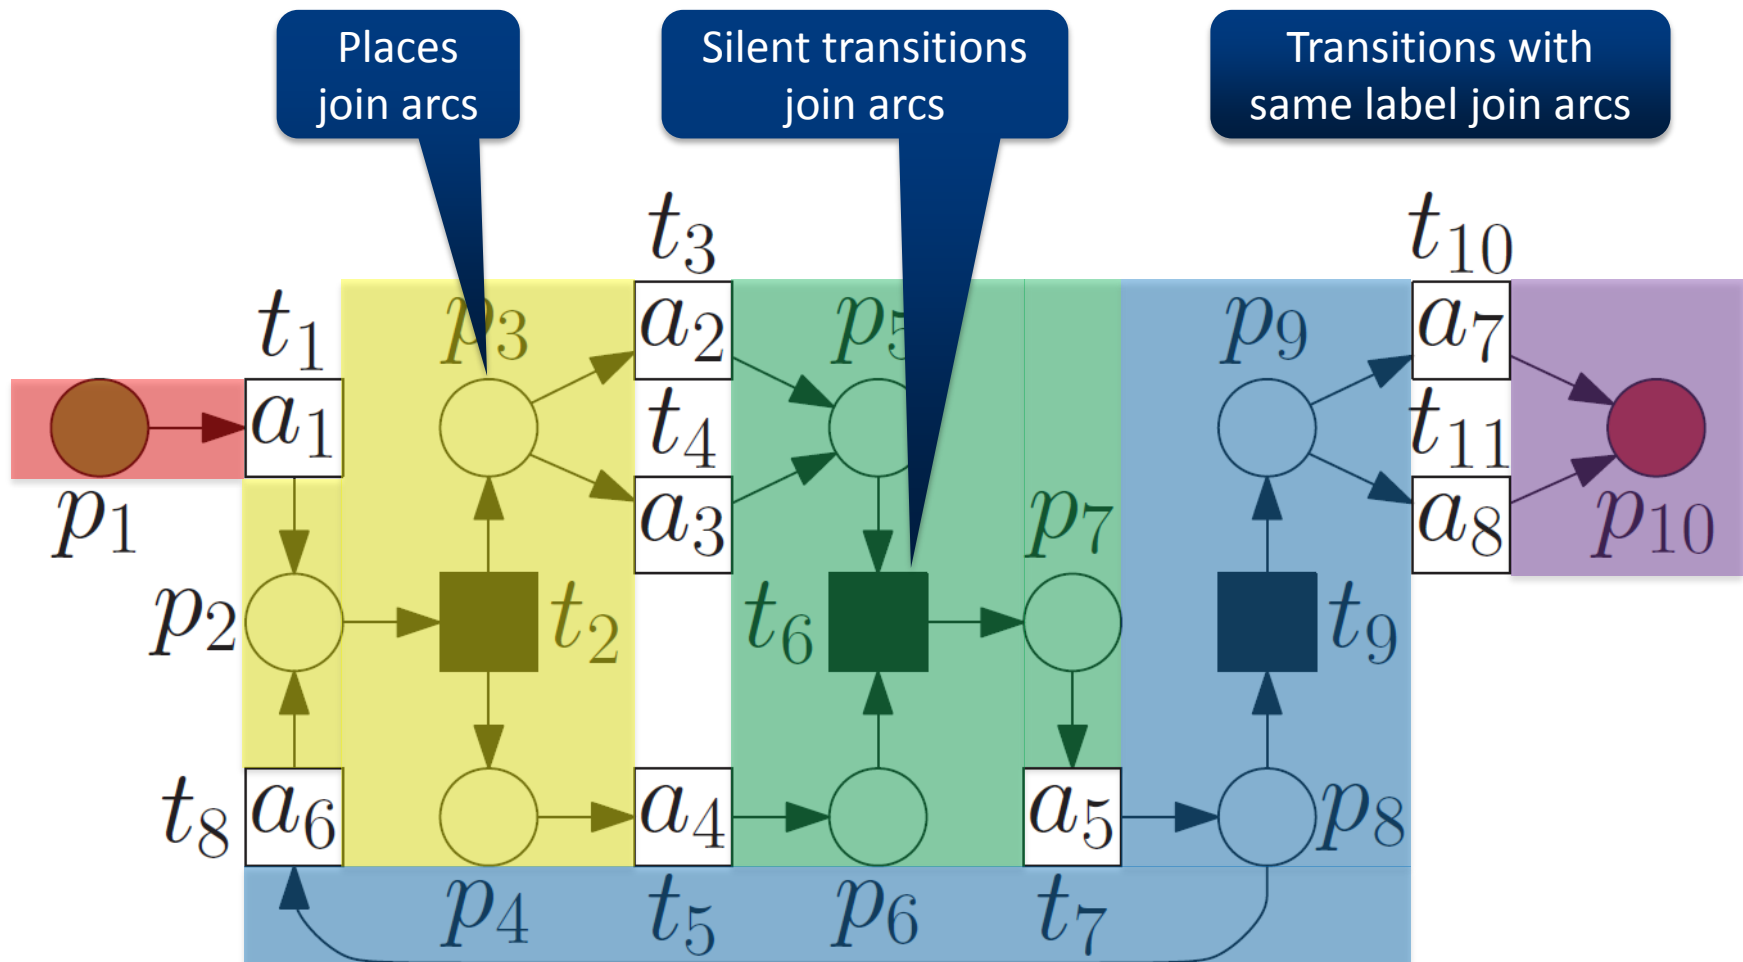 Places
join arcs
Silent transitions
join arcs
Transitions with
same label join arcs
t3
t10
t1
p3
a2
p5
p9
a7
a1
t4
t11
p1
a3
p7
a8
p10
p2
t2
t6
t9
t8
a6
a4
a5
p8
p4
t5
p6
t7